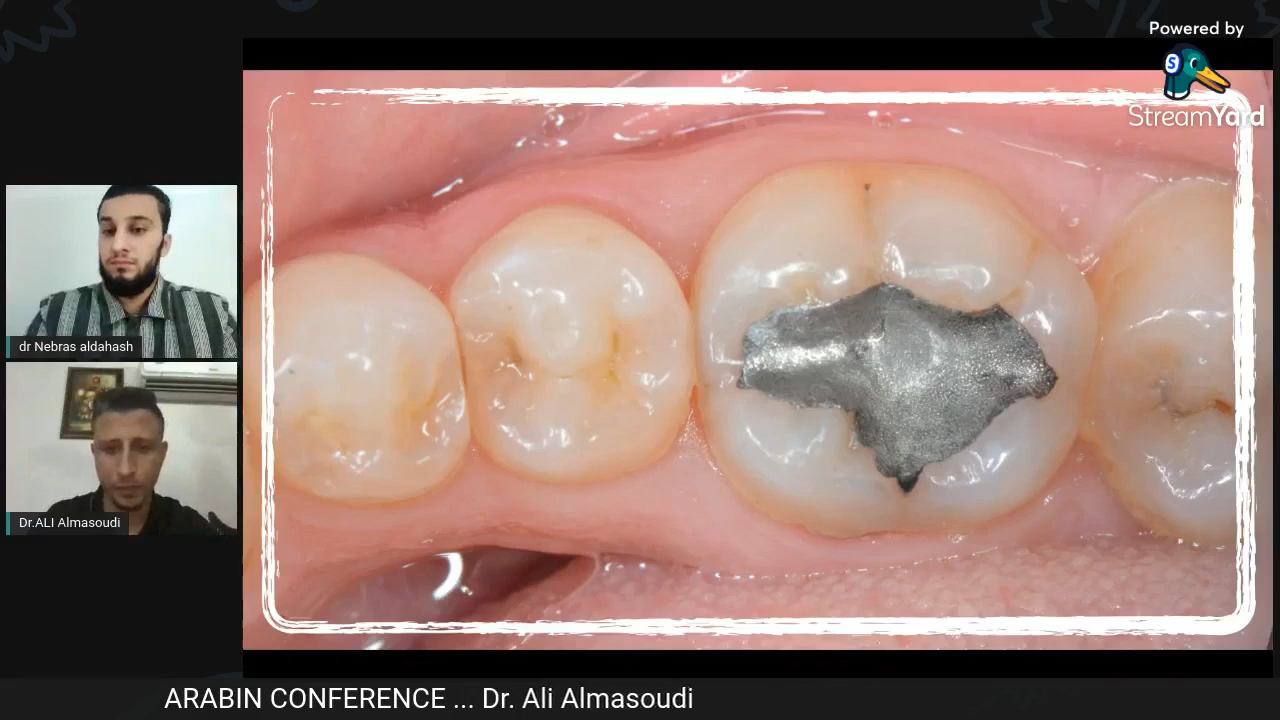 Powered by
S
StreamYard
dr Nebras aldahash
Dr.ALI Almasoudi
ARABIN CONFERENCE ... Dr. Ali Almasoudi